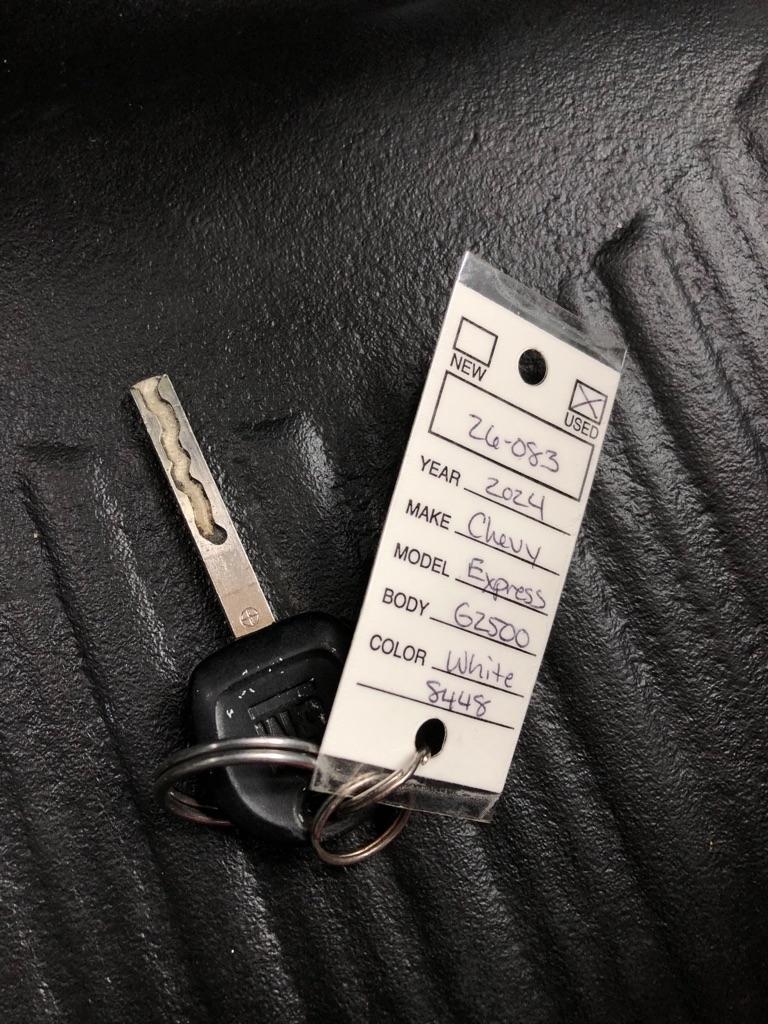 NEW
USED
26-083
YEAR 2024
MAKE Chevy
MODEL Express
BODY G2500
COLOR White
8448